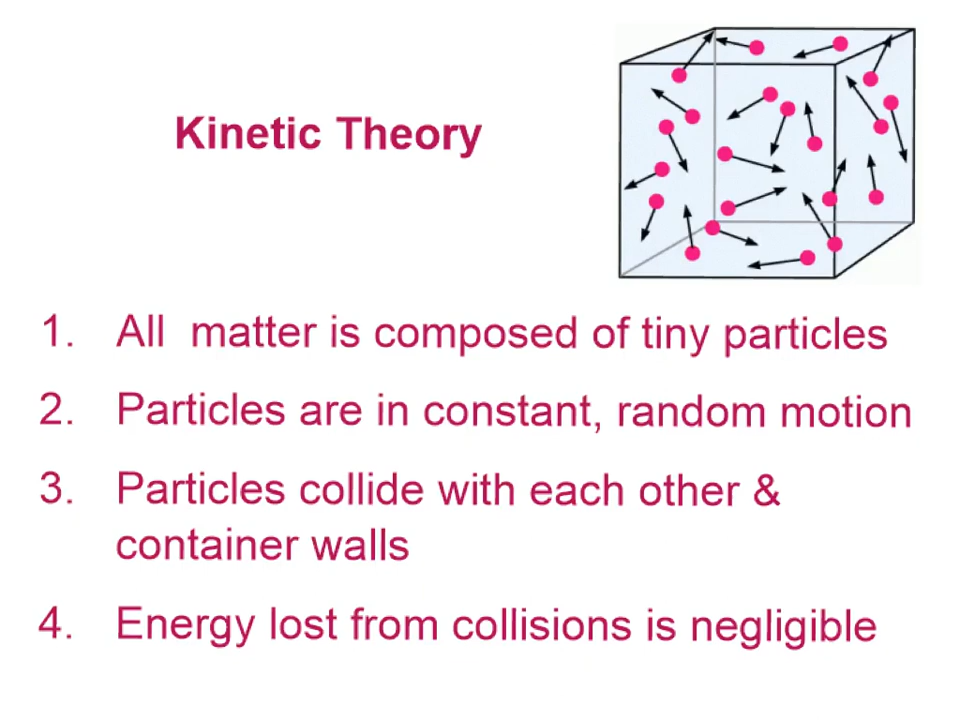 Kinetic Theory
1. All matter is composed of tiny particles
2. Particles are in constant, random motion
3. Particles collide with each other &
container walls
4. Energy lost from collisions is negligible